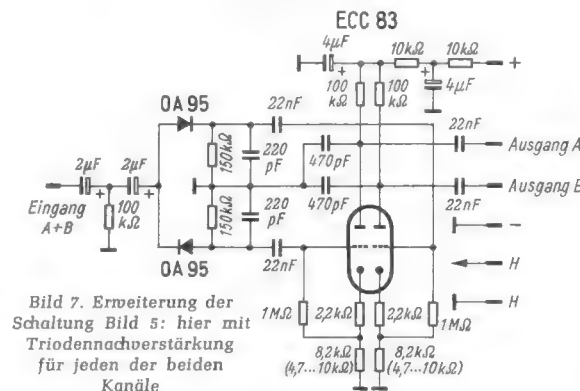 ECC 83
4µF
+
10kΩ
10kΩ
+
+
4µF
100
kΩ
100
kΩ
OA 95
22nF
22nF
Ausgang A
150kΩ
220
pF
470pF
2µF
2µF
+
+
Eingang
A+B
100
kΩ
Ausgang B
470pF
22nF
150kΩ
220
pF
–
OA 95
22nF
H
H
Bild 7. Erweiterung der
Schaltung Bild 5: hier mit
Triodennachverstärkung
für jeden der beiden
Kanäle
1MΩ
2,2kΩ
2,2kΩ
1MΩ
8,2kΩ
(4,7...10kΩ)
8,2kΩ
(4,7...10kΩ)